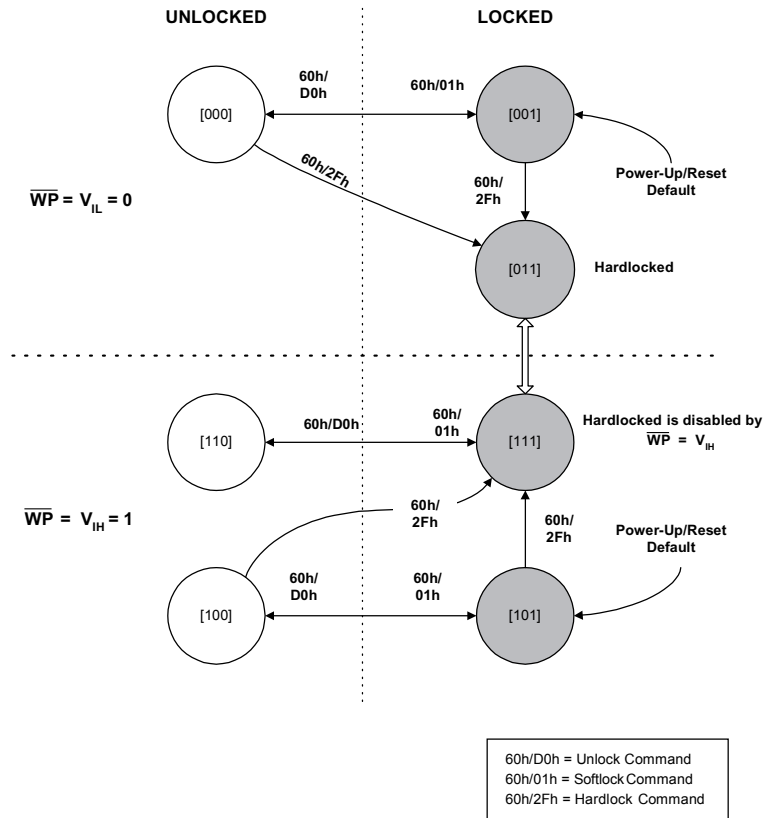 UNLOCKED
LOCKED
60h/
D0h
60h/01h
[000]
[001]
60h/2Fh
60h/
2Fh
Power-Up/Reset
Default
WP = VIL = 0
[011]
Hardlocked
[110]
60h/D0h
60h/
01h
[111]
Hardlocked is disabled by
WP = VIH
WP = VIH = 1
60h/
2Fh
60h/
2Fh
Power-Up/Reset
Default
60h/
D0h
60h/
01h
[100]
[101]
60h/D0h = Unlock Command
60h/01h = Softlock Command
60h/2Fh = Hardlock Command